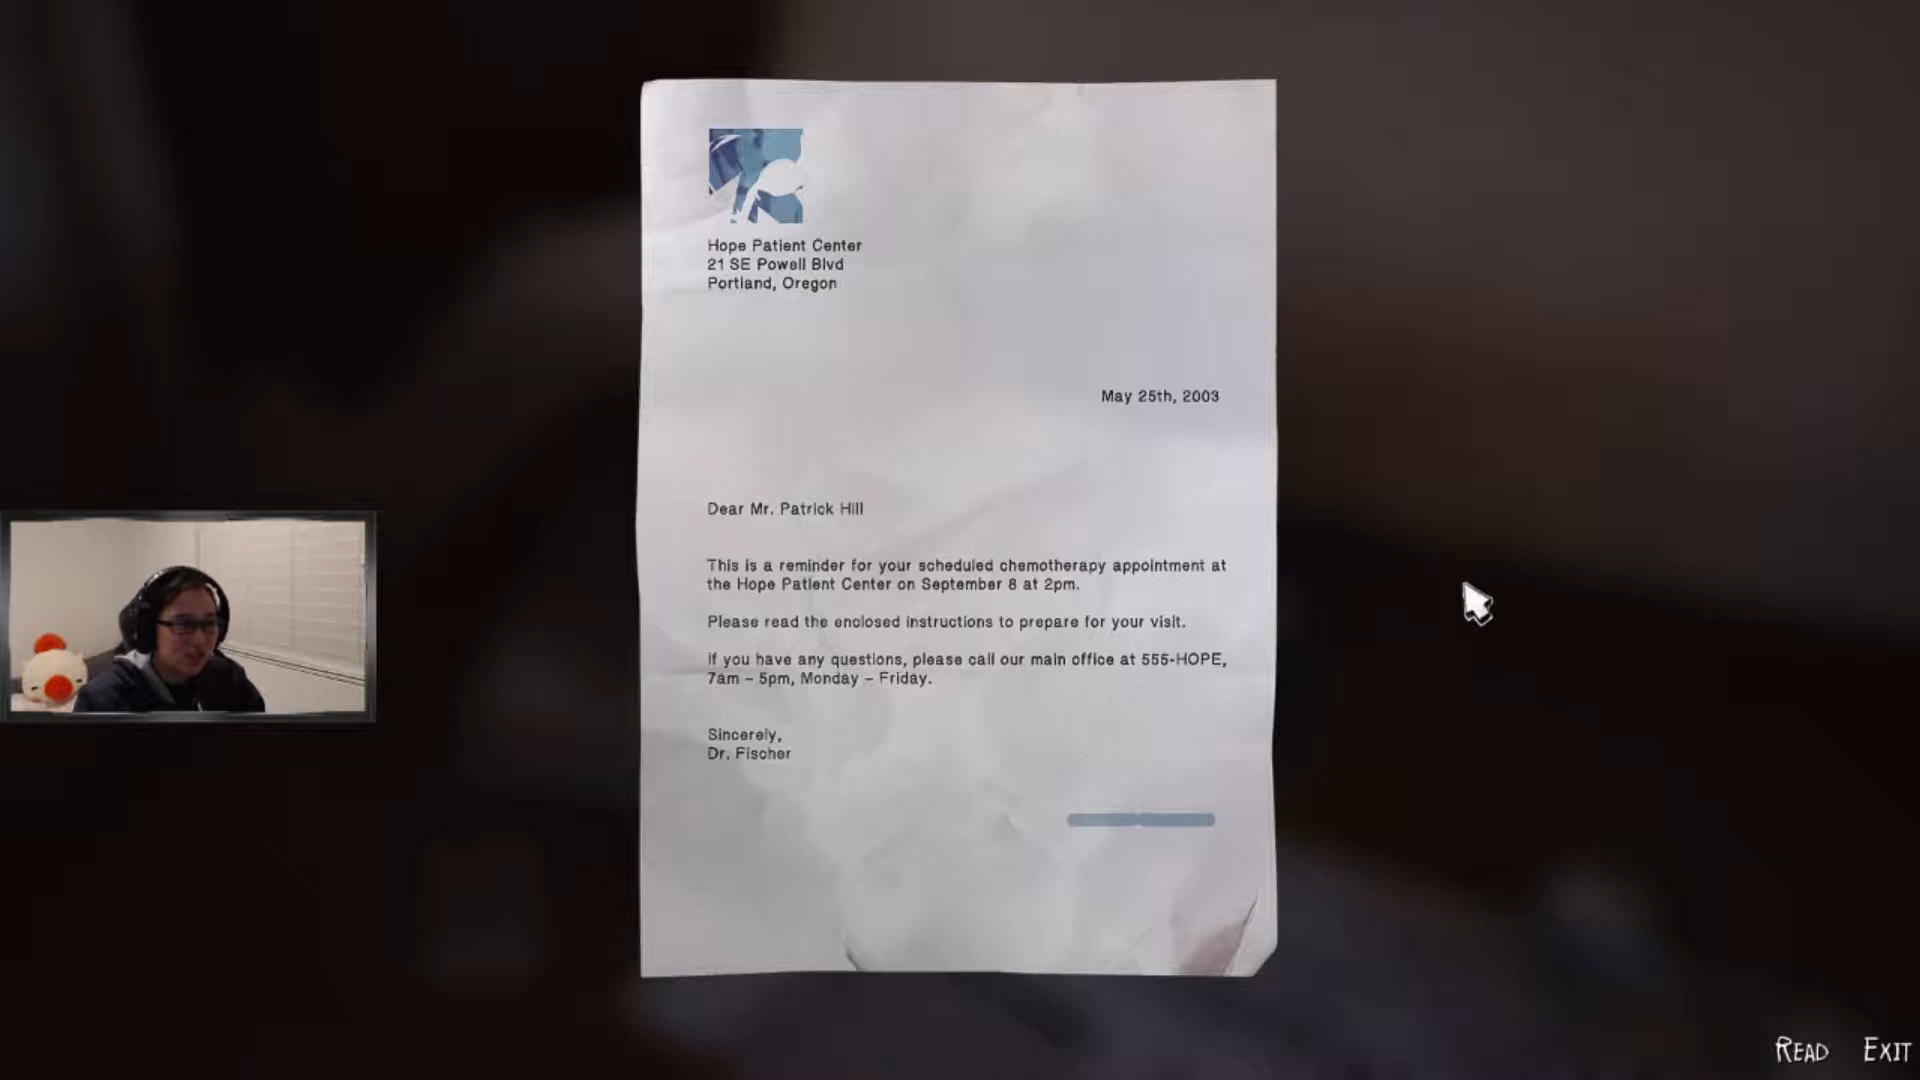 Hope Patient Center
21 SE Powell Blvd
Portland, Oregon
May 25th, 2003
Dear Mr. Patrick Hill
This is a reminder for your scheduled chemotherapy appointment at
the Hope Patient Center on September 8 at 2pm.
Please read the enclosed instructions to prepare for your visit.
If you have any questions, please call our main office at 555-HOPE,
7am – 5pm, Monday – Friday.
Sincerely,
Dr. Fischer
READ EXIT